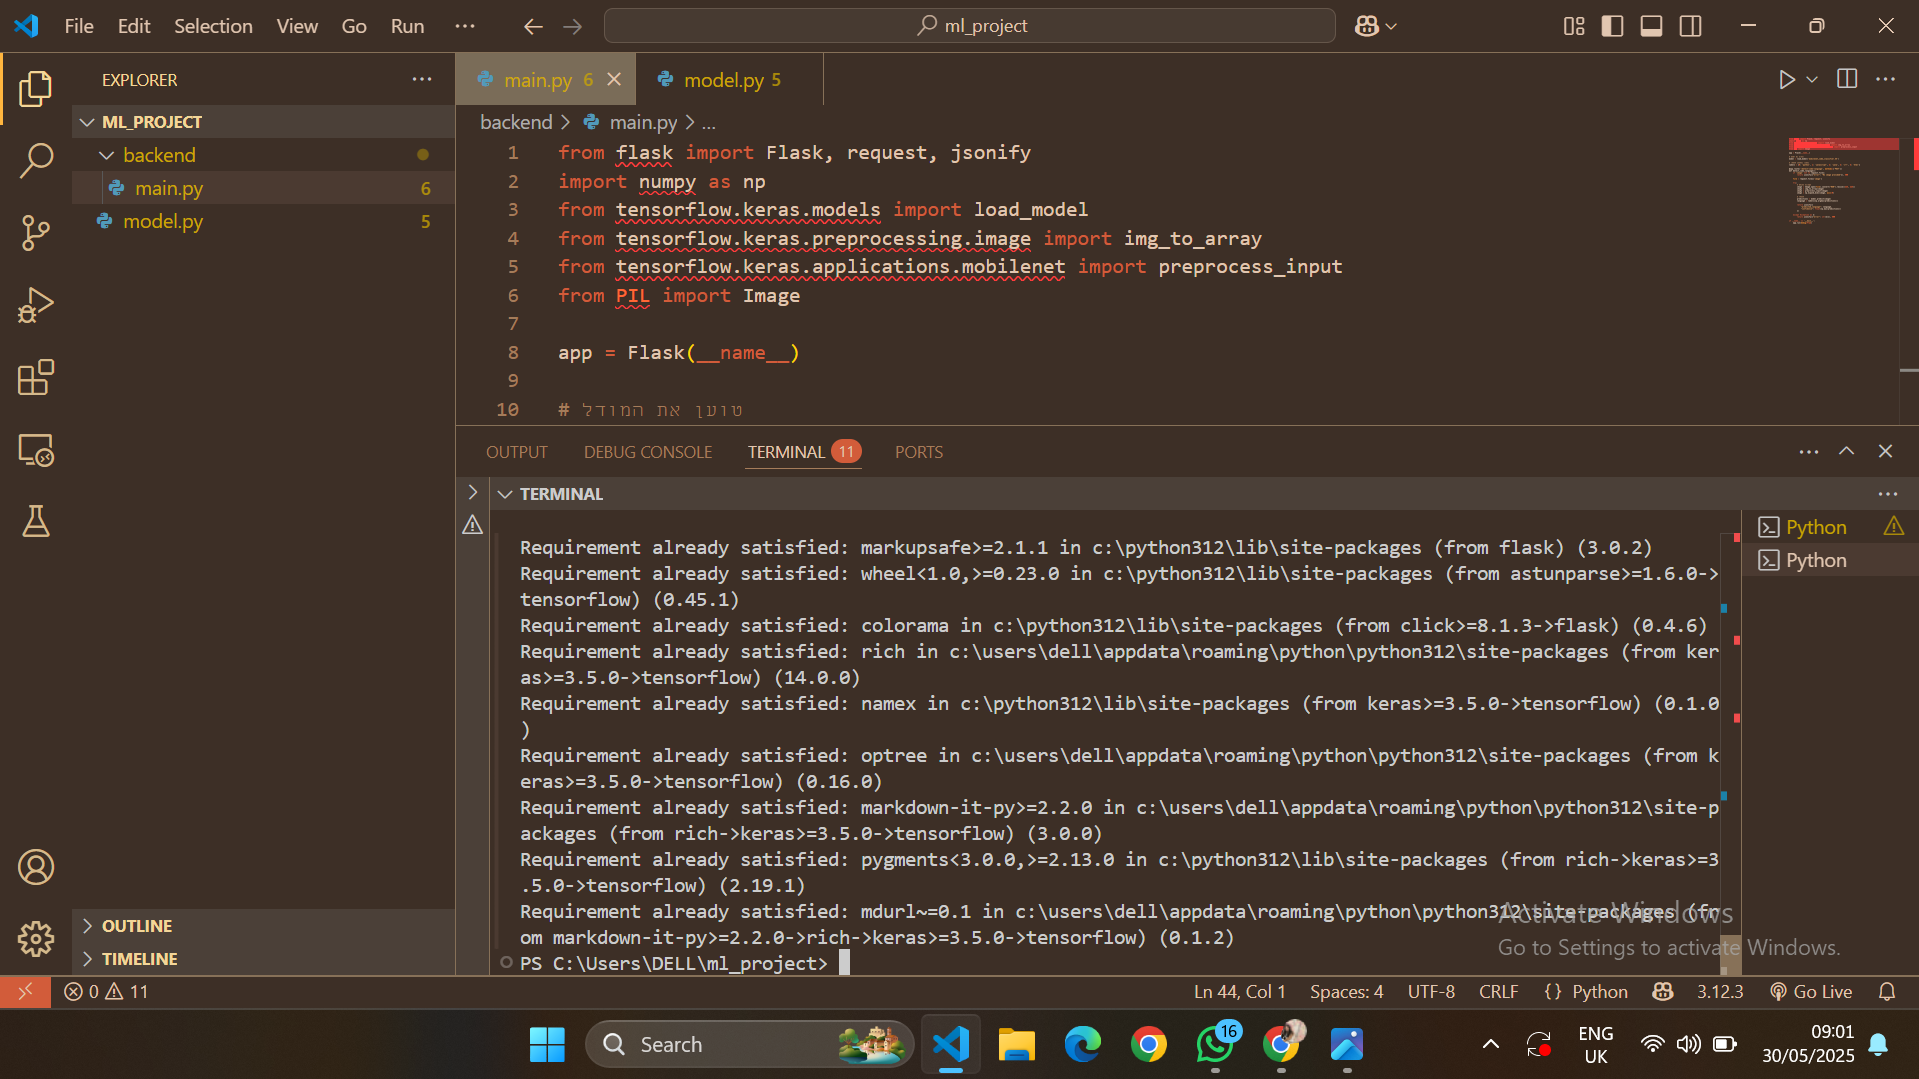 File Edit Selection View Go Run ...
ml_project
EXPLORER
ML_PROJECT
backend
main.py 6
model.py 5
OUTLINE
TIMELINE
main.py 6
model.py 5
backend > main.py > ...
1 from flask import Flask, request, jsonify
2 import numpy as np
3 from tensorflow.keras.models import load_model
4 from tensorflow.keras.preprocessing.image import img_to_array
5 from tensorflow.keras.applications.mobilenet import preprocess_input
6 from PIL import Image
7
8 app = Flask(__name__)
9
10 # טוען את המודל
OUTPUT DEBUG CONSOLE TERMINAL 11 PORTS
TERMINAL
Requirement already satisfied: markupsafe>=2.1.1 in c:\python312\lib\site-packages (from flask) (3.0.2)
Requirement already satisfied: wheel<1.0,>=0.23.0 in c:\python312\lib\site-packages (from astunparse>=1.6.0->
tensorflow) (0.45.1)
Requirement already satisfied: colorama in c:\python312\lib\site-packages (from click>=8.1.3->flask) (0.4.6)
Requirement already satisfied: rich in c:\users\dell\appdata\roaming\python\python312\site-packages (from ker
as>=3.5.0->tensorflow) (14.0.0)
Requirement already satisfied: namex in c:\python312\lib\site-packages (from keras>=3.5.0->tensorflow) (0.1.0
)
Requirement already satisfied: optree in c:\users\dell\appdata\roaming\python\python312\site-packages (from k
eras>=3.5.0->tensorflow) (0.16.0)
Requirement already satisfied: markdown-it-py>=2.2.0 in c:\users\dell\appdata\roaming\python\python312\site-p
ackages (from rich->keras>=3.5.0->tensorflow) (3.0.0)
Requirement already satisfied: pygments<3.0.0,>=2.13.0 in c:\python312\lib\site-packages (from rich->keras>=3
.5.0->tensorflow) (2.19.1)
Requirement already satisfied: mdurl~=0.1 in c:\users\dell\appdata\roaming\python\python312\site-packages (fr
om markdown-it-py>=2.2.0->rich->keras>=3.5.0->tensorflow) (0.1.2)
PS C:\Users\DELL\ml_project>
Python
Python
Activate Windows
Go to Settings to activate Windows.
0 11
Ln 44, Col 1 Spaces: 4 UTF-8 CRLF {} Python 3.12.3 Go Live
Search
16
ENG
UK
09:01
30/05/2025